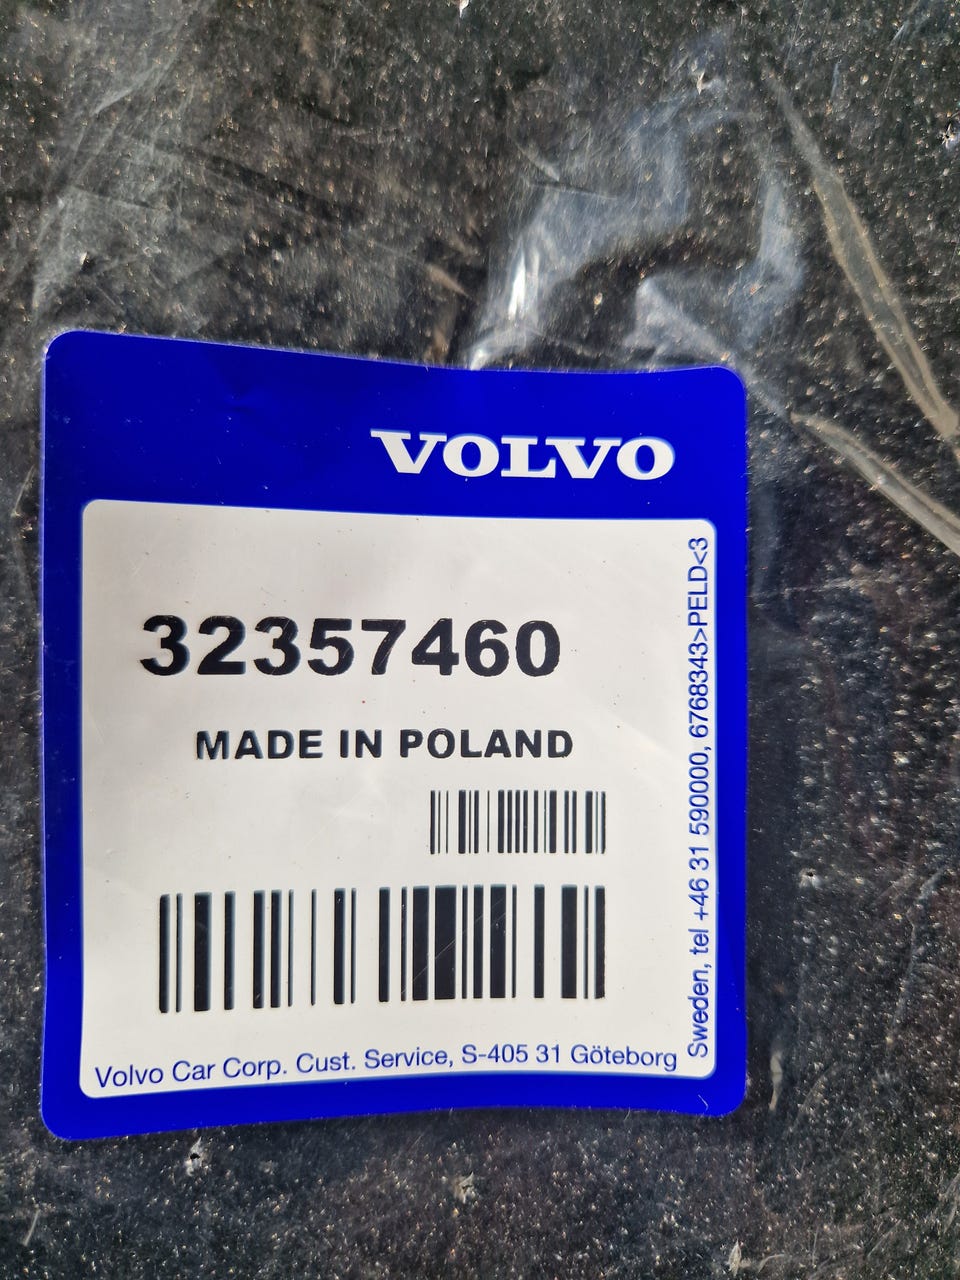 VOLVO
32357460
MADE IN POLAND
Volvo Car Corp. Cust. Service, S-405 31 Göteborg
Sweden, tel +46 31 590000, 6768343>PELD<3